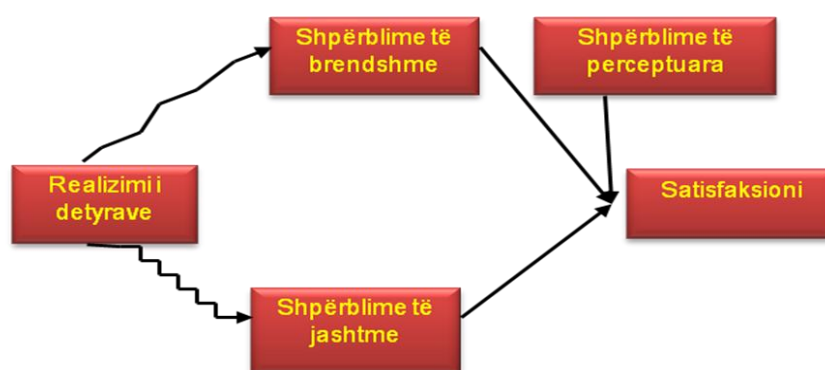 Shpërblime të
brendshme
Shpërblime të
perceptuara
Realizimi i
detyrave
Satisfaksioni
Shpërblime të
jashtme